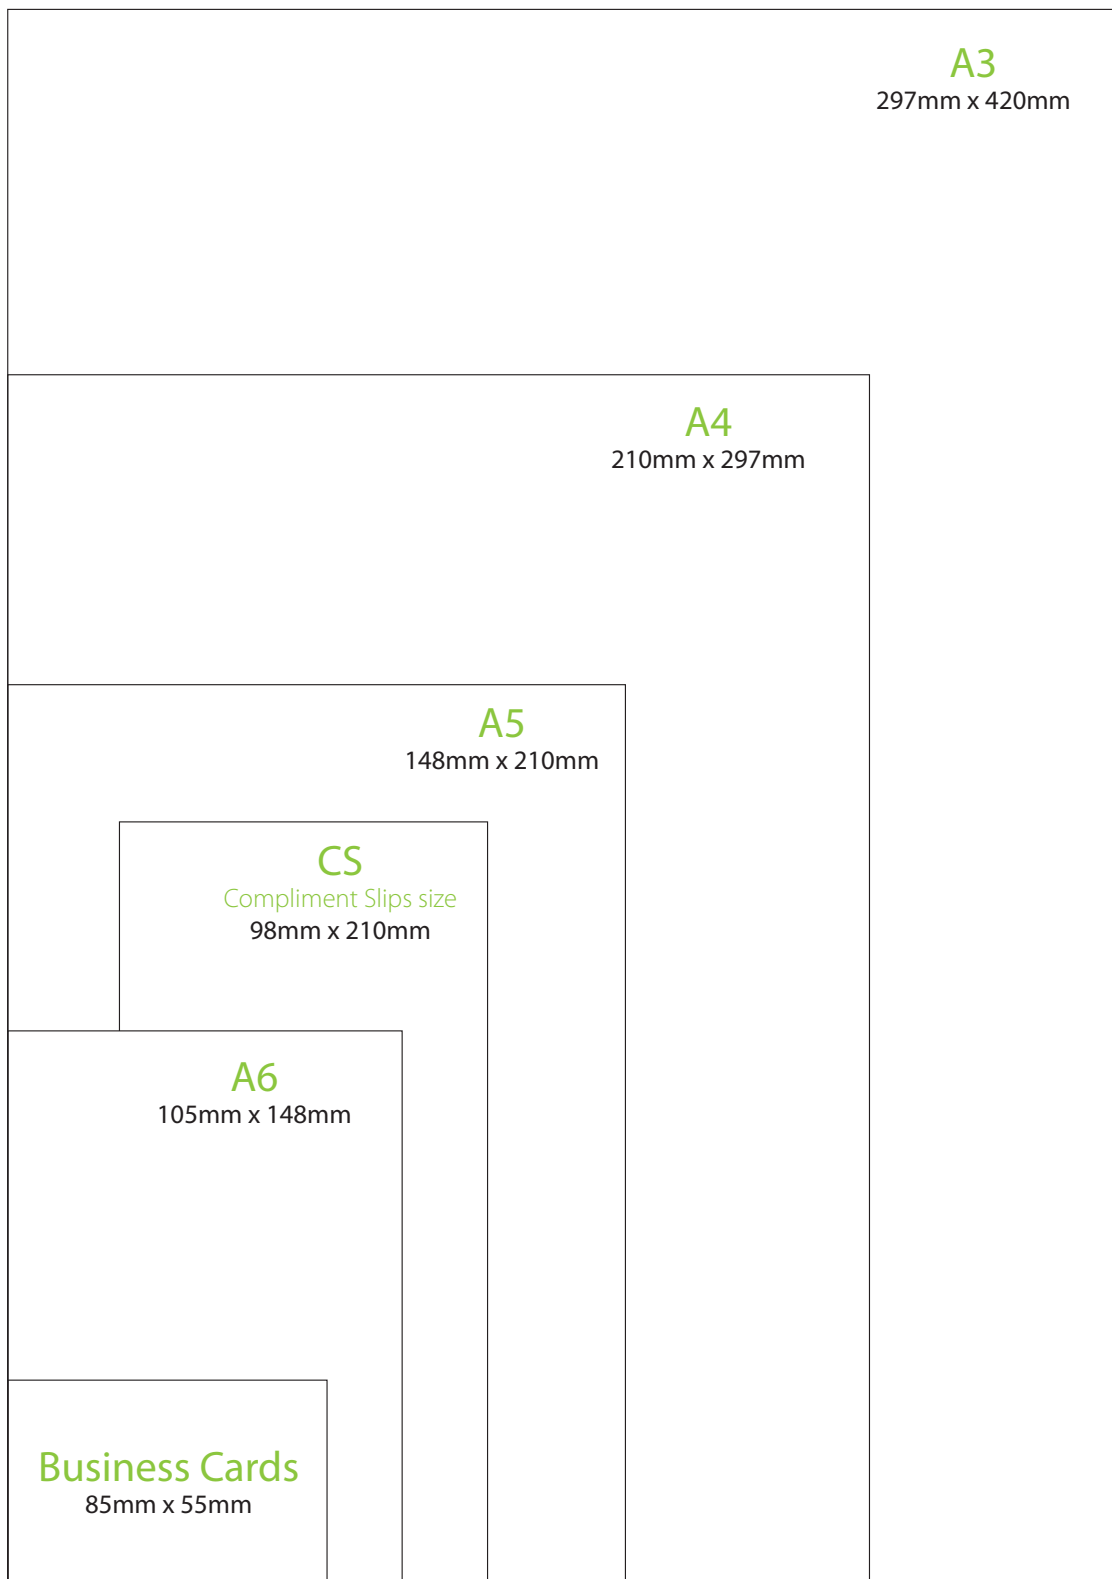 A3
297mm x 420mm
A4
210mm x 297mm
A5
148mm x 210mm
CS
Compliment Slips size
98mm x 210mm
A6
105mm x 148mm
Business Cards
85mm x 55mm